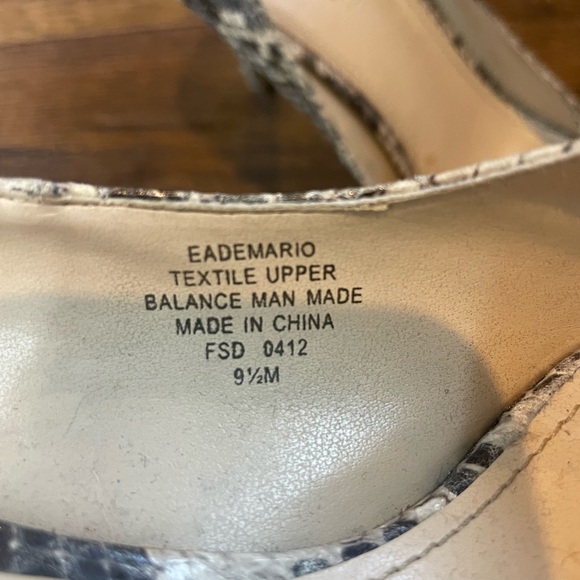 EADEMARIO
TEXTILE UPPER
BALANCE MAN MADE
MADE IN CHINA
FSD 0412
9½M